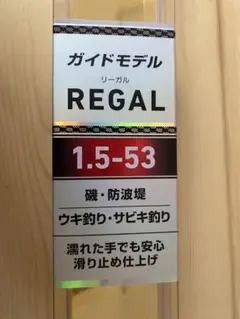 ガイドモデル
リーガル
REGAL
1.5-53
磯・防波堤
ウキ釣り・サビキ釣り
濡れた手でも安心
滑り止め仕上げ